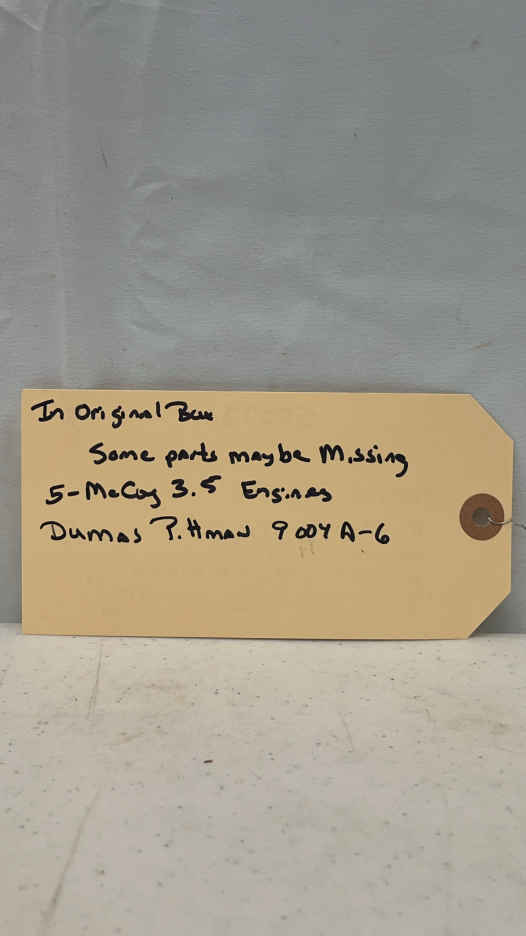 In Original Box
Some parts maybe Missing
5-McCoy 3.5 Engines
Dumas Pittman 9004 A-6